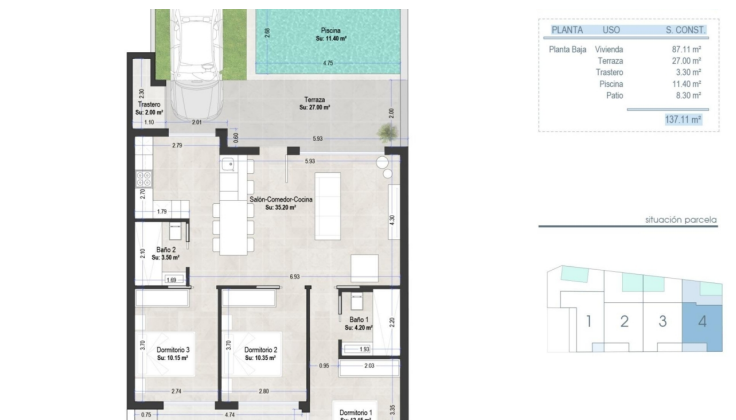 Piscina
Su: 11.40 m²
2.98
4.75
Terraza
Su: 27.00 m²
2.00
2.30
Trastero
Su: 2.00 m²
1.10
2.01
0.60
5.93
2.79
5.93
2.70
Salón-Comedor-Cocina
Su: 35.20 m²
4.30
1.79
Baño 2
Su: 3.50 m²
2.10
1.69
6.93
Baño 1
Su: 4.20 m²
2.20
1.93
Dormitorio 3
Su: 10.15 m²
3.70
Dormitorio 2
Su: 10.35 m²
3.70
0.95
2.03
2.74
2.80
0.75
4.74
Dormitorio 1
3.35
PLANTA USO S. CONST.
Planta Baja Vivienda 87.11 m²
Terraza 27.00 m²
Trastero 3.30 m²
Piscina 11.40 m²
Patio 8.30 m²
137.11 m²
situación parcela
1 2 3 4